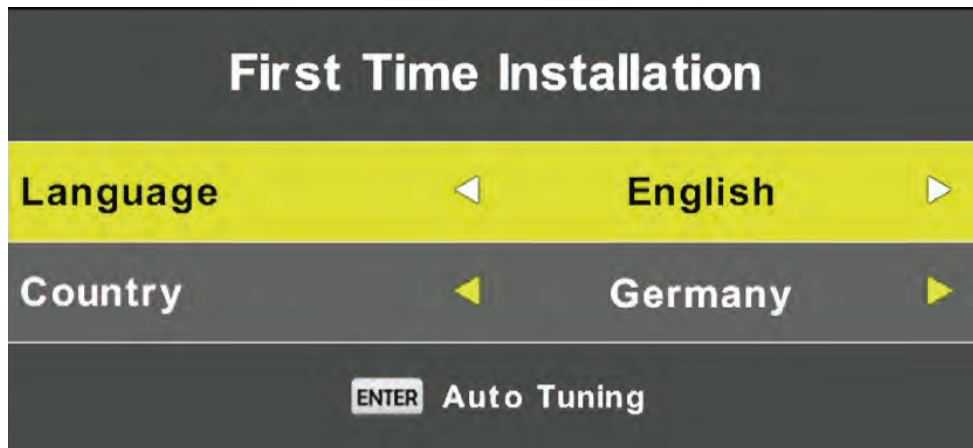 First Time Installation
Language English
Country Germany
ENTER Auto Tuning